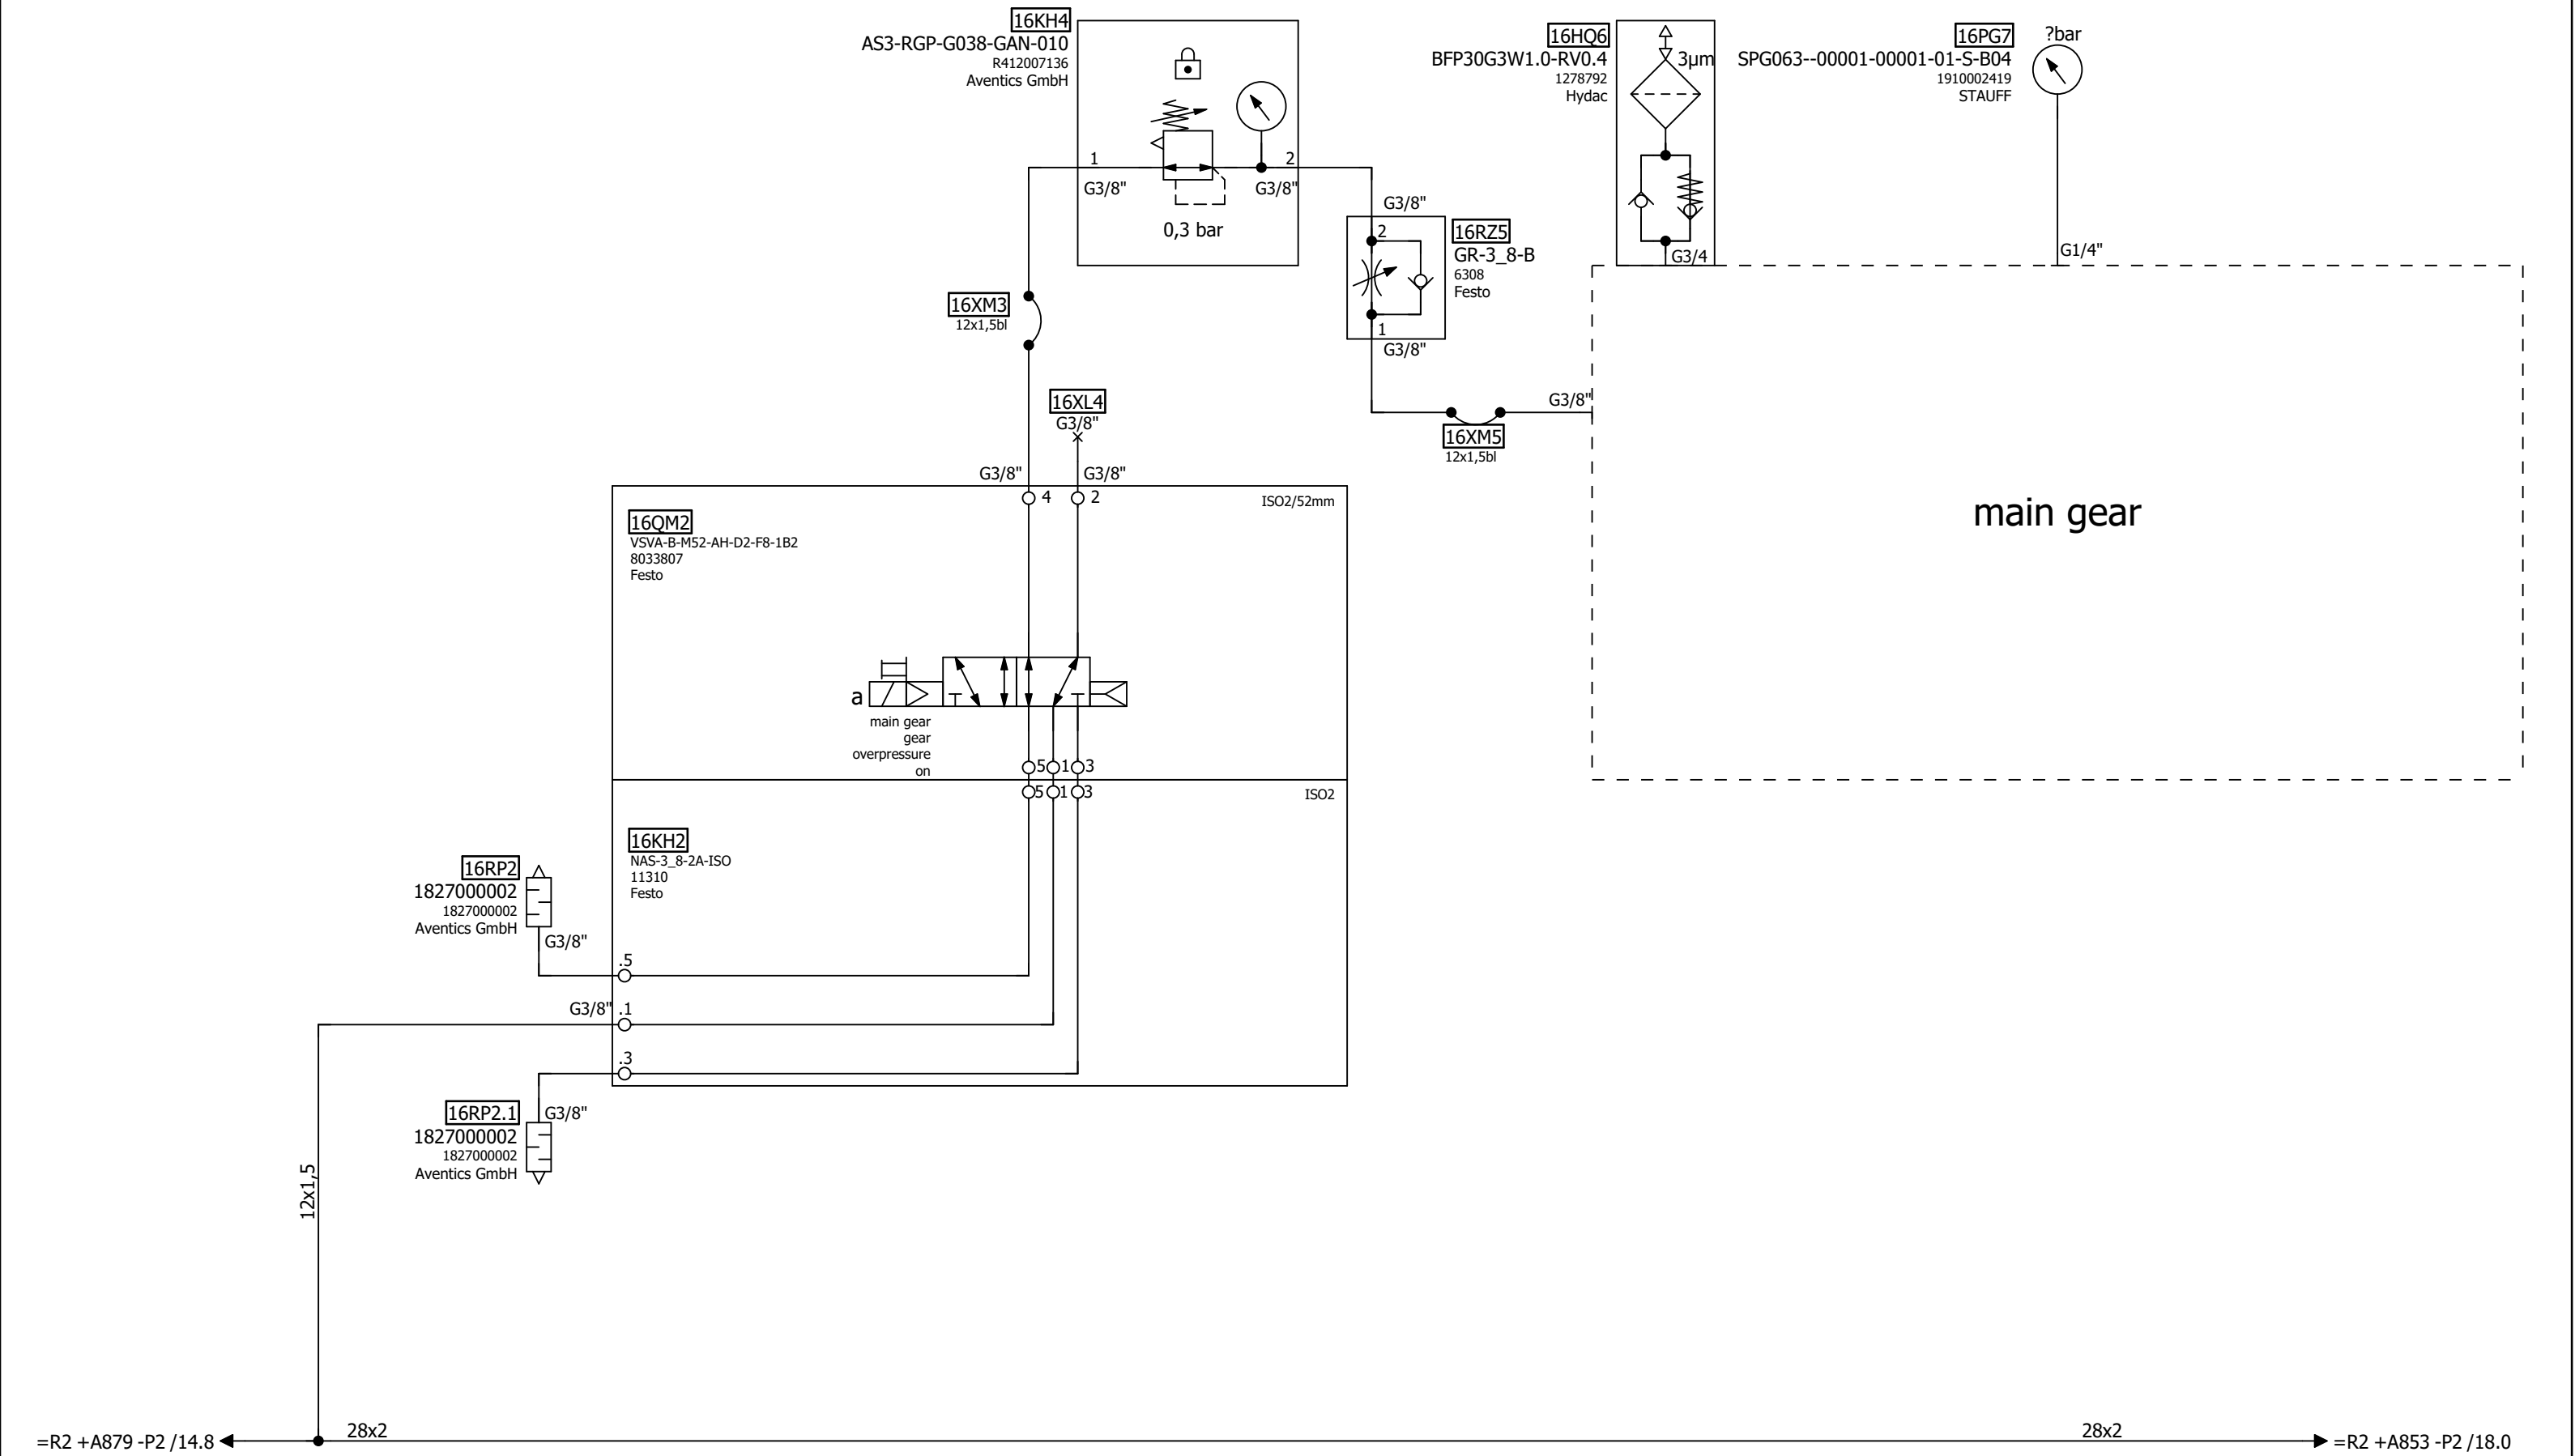 16KH4
AS3-RGP-G038-GAN-010
R412007136
Aventics GmbH
1
G3/8"
2
G3/8"
0,3 bar
16HQ6
BFP30G3W1.0-RV0.4
1278792
Hydac
3µm
G3/4
16PG7
SPG063--00001-00001-01-S-B04
1910002419
STAUFF
?bar
G1/4"
G3/8"
2
16RZ5
GR-3_8-B
6308
Festo
1
G3/8"
16XM3
12x1,5bl
16XL4
G3/8"
G3/8"
16XM5
12x1,5bl
G3/8"
G3/8"
4
2
ISO2/52mm
16QM2
VSVA-B-M52-AH-D2-F8-1B2
8033807
Festo
main gear
a
main gear
gear
overpressure
on
5
1
3
5
1
3
ISO2
16KH2
NAS-3_8-2A-ISO
11310
Festo
16RP2
1827000002
1827000002
Aventics GmbH
G3/8"
.5
G3/8"
.1
.3
16RP2.1
1827000002
1827000002
Aventics GmbH
G3/8"
12x1,5
=R2 +A879 -P2 /14.8
28x2
28x2
=R2 +A853 -P2 /18.0